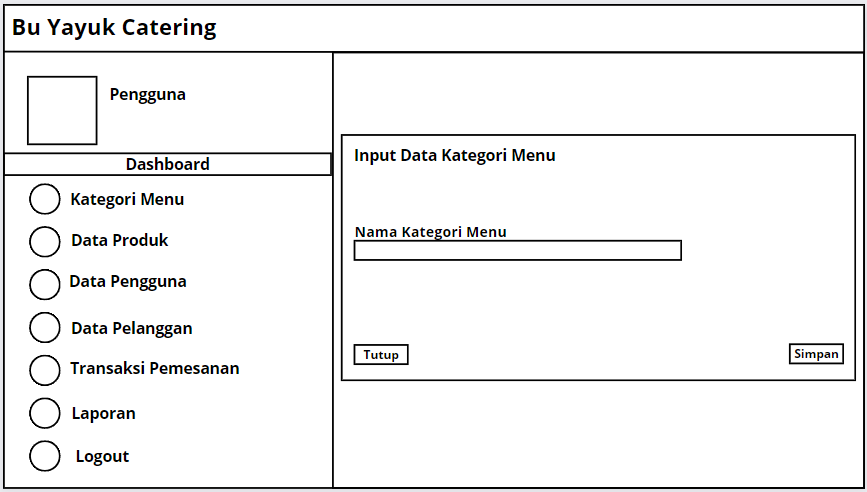 Bu Yayuk Catering
Pengguna
Dashboard
Kategori Menu
Data Produk
Data Pengguna
Data Pelanggan
Transaksi Pemesanan
Laporan
Logout
Input Data Kategori Menu
Nama Kategori Menu
Tutup
Simpan